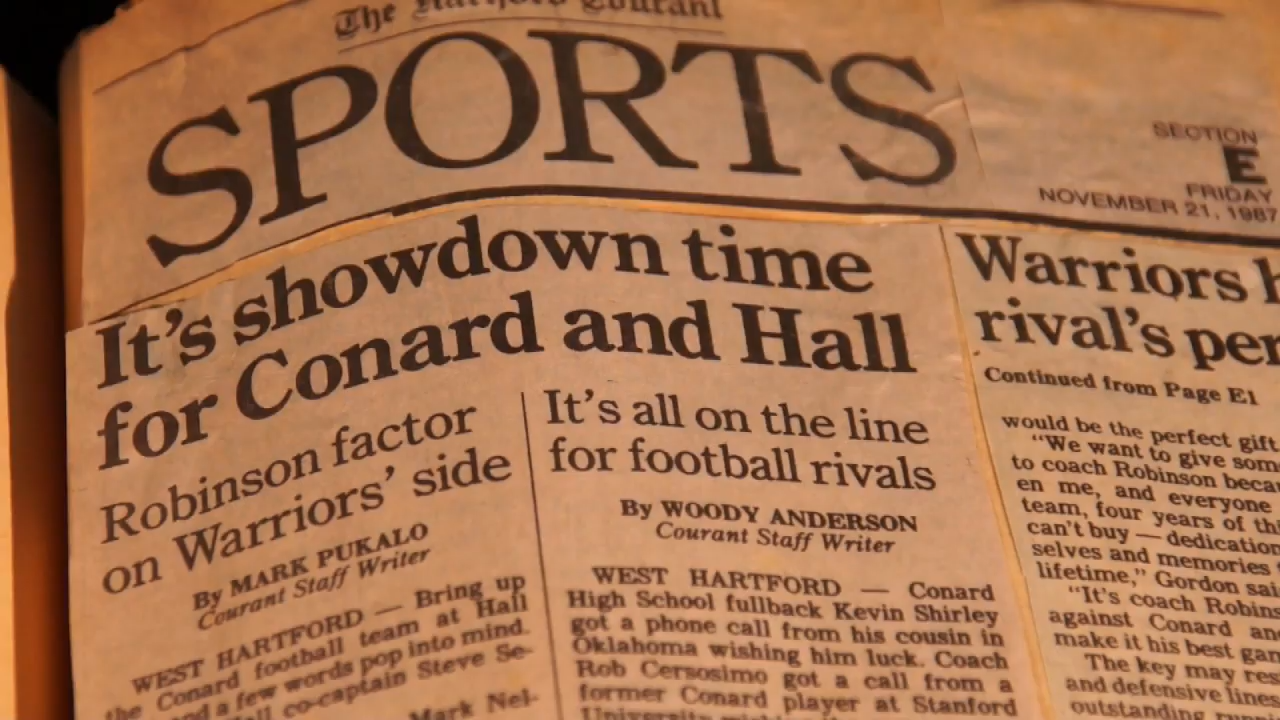 The Hartford Courant
SPORTS
SECTION
E
FRIDAY
NOVEMBER 21, 1987
It's showdown time
for Conard and Hall
Robinson factor
on Warriors' side
By MARK PUKALO
Courant Staff Writer
WEST HARTFORD — Bring up
the Conard football team at Hall
and a few words pop into mind.
co-captain Steve Se-
Mark Nel-
It's all on the line
for football rivals
By WOODY ANDERSON
Courant Staff Writer
WEST HARTFORD — Conard
High School fullback Kevin Shirley
got a phone call from his cousin in
Oklahoma wishing him luck. Coach
Rob Cersosimo got a call from a
former Conard player at Stanford
University
Warriors h
rival's per
Continued from Page E1
would be the perfect gift.
"We want to give som
to coach Robinson beca
en me, and everyone
team, four years of th
can't buy — dedication
selves and memories
lifetime," Gordon sai
"It's coach Robins
against Conard an
make it his best gam
The key may res
and defensive lines
outstanding